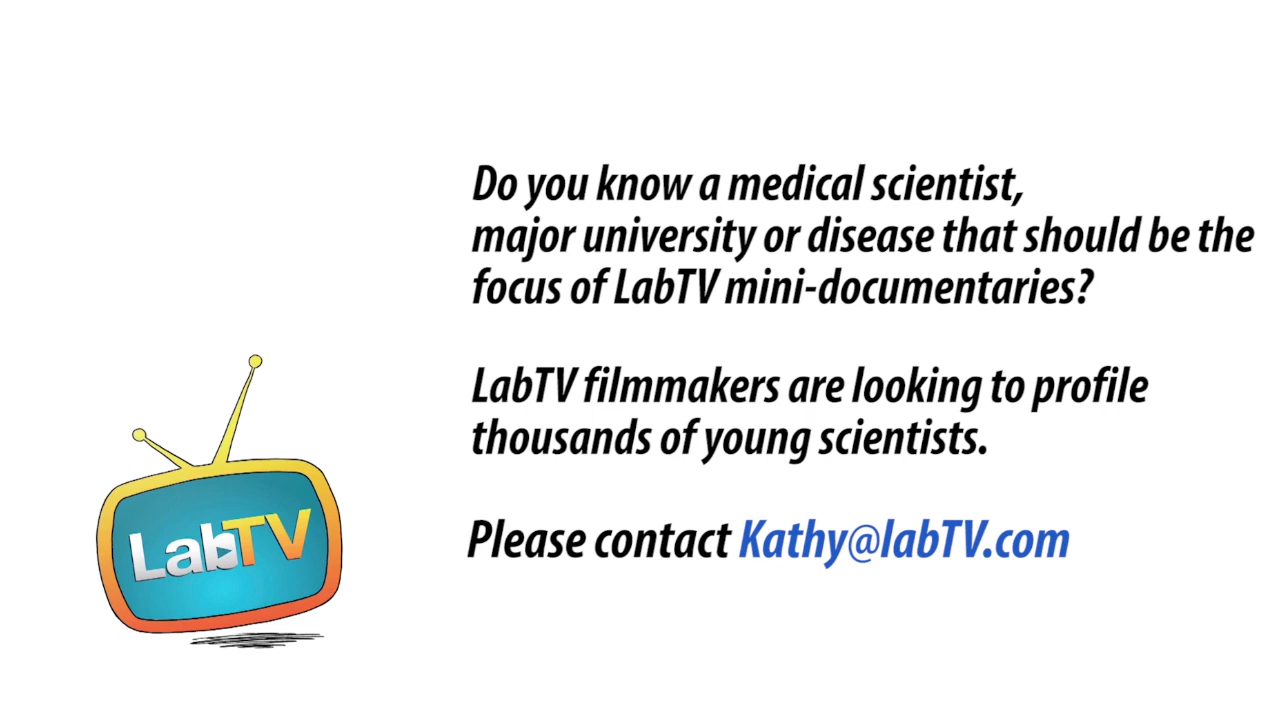 Do you know a medical scientist,
major university or disease that should be the
focus of LabTV mini-documentaries?
LabTV filmmakers are looking to profile
thousands of young scientists.
Please contact Kathy@labTV.com
LabTV